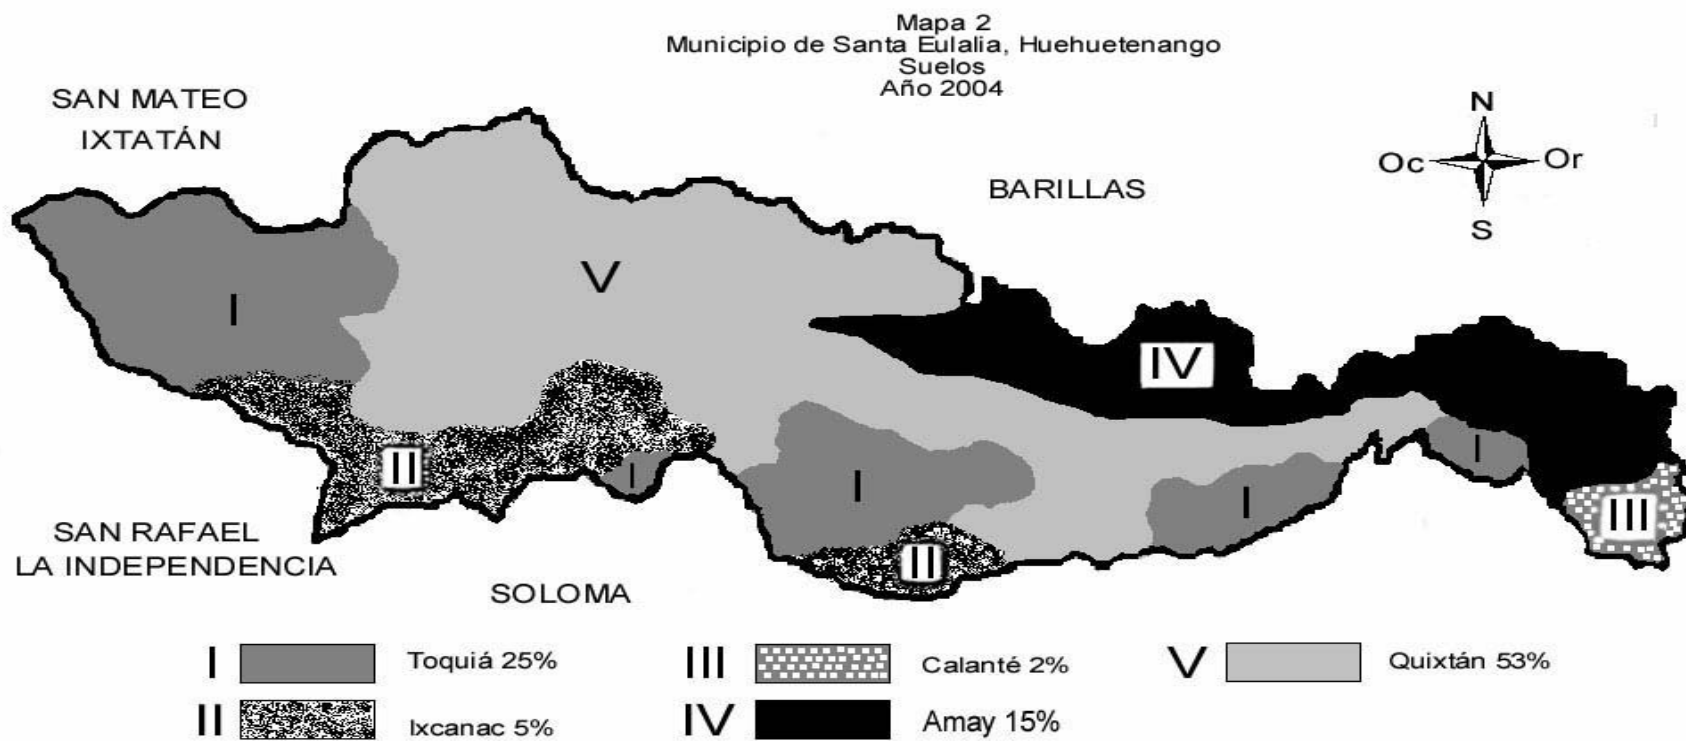 Mapa 2
Municipio de Santa Eulalia, Huehuetenango
Suelos
Año 2004
SAN MATEO
IXTATÁN
N
Oc
Or
S
BARILLAS
V
I
IV
II
I
I
I
I
II
III
SAN RAFAEL
LA INDEPENDENCIA
SOLOMA
I Toquiá 25%
III Calanté 2%
V Quixtán 53%
II Ixcanac 5%
IV Amay 15%